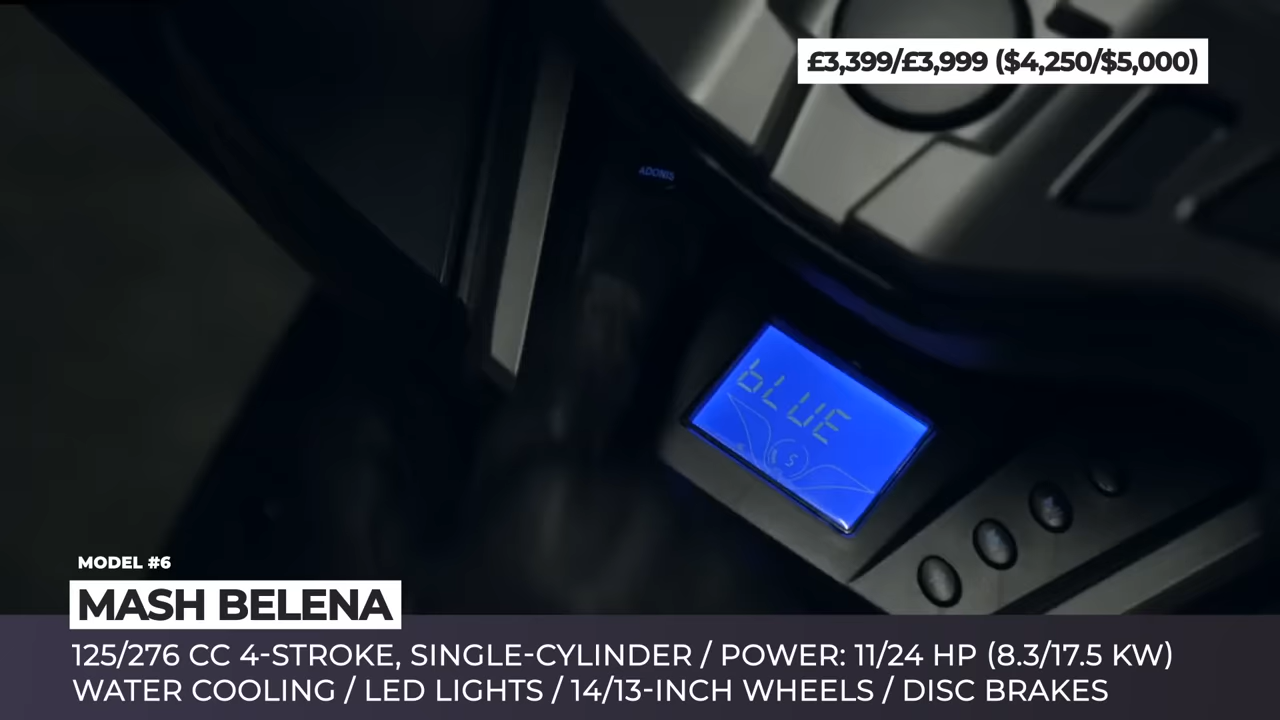 £3,399/£3,999 ($4,250/$5,000)
ADONIS
bLUE
MODEL #6
MASH BELENA
125/276 CC 4-STROKE, SINGLE-CYLINDER / POWER: 11/24 HP (8.3/17.5 KW)
WATER COOLING / LED LIGHTS / 14/13-INCH WHEELS / DISC BRAKES